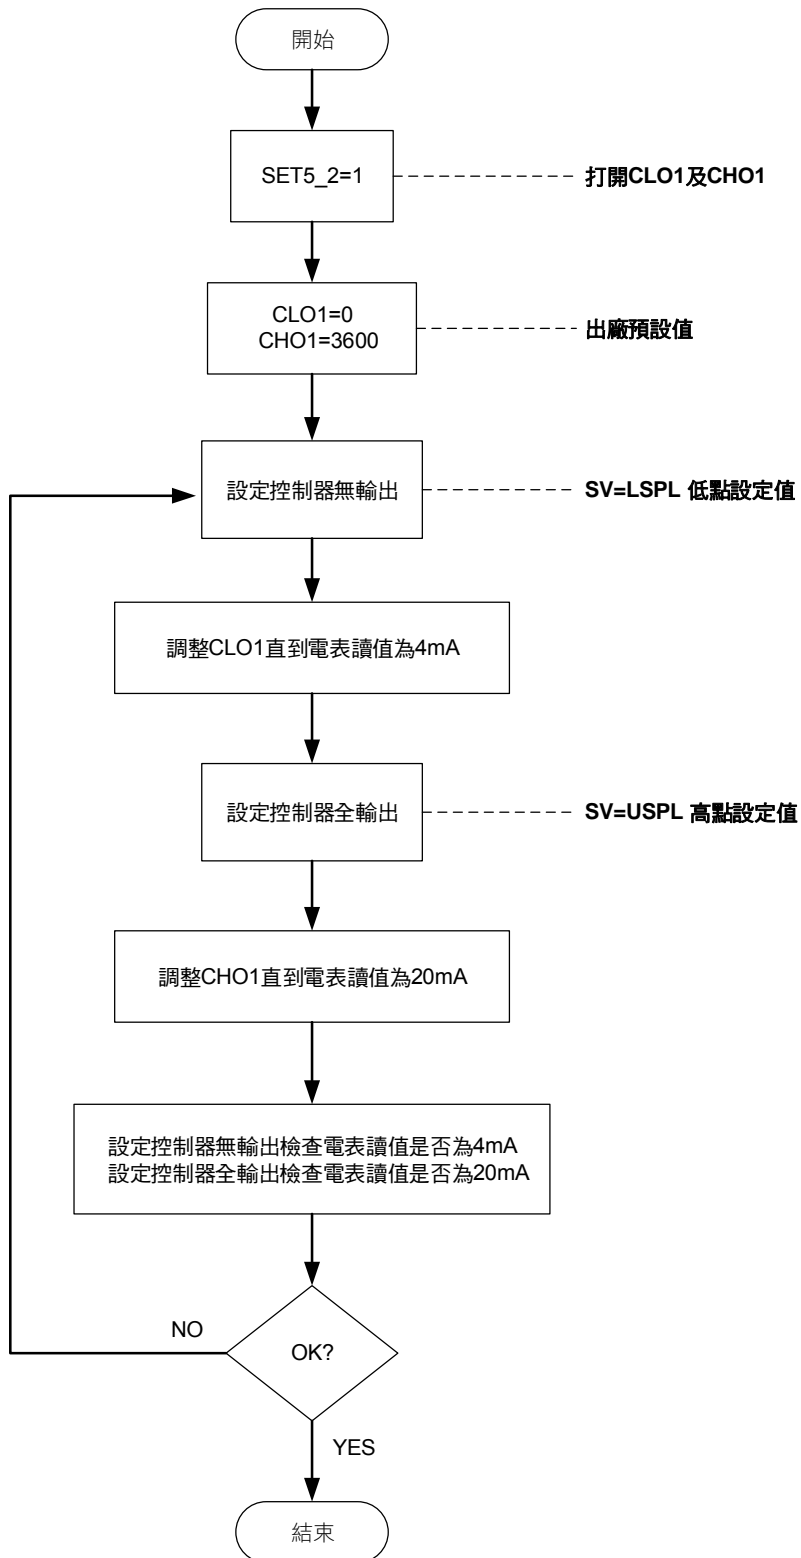 開始
SET5_2=1
打開CLO1及CHO1
CLO1=0
CHO1=3600
出廠預設值
設定控制器無輸出
SV=LSPL 低點設定值
調整CLO1直到電表讀值為4mA
設定控制器全輸出
SV=USPL 高點設定值
調整CHO1直到電表讀值為20mA
設定控制器無輸出檢查電表讀值是否為4mA
設定控制器全輸出檢查電表讀值是否為20mA
NO
OK?
YES
結束